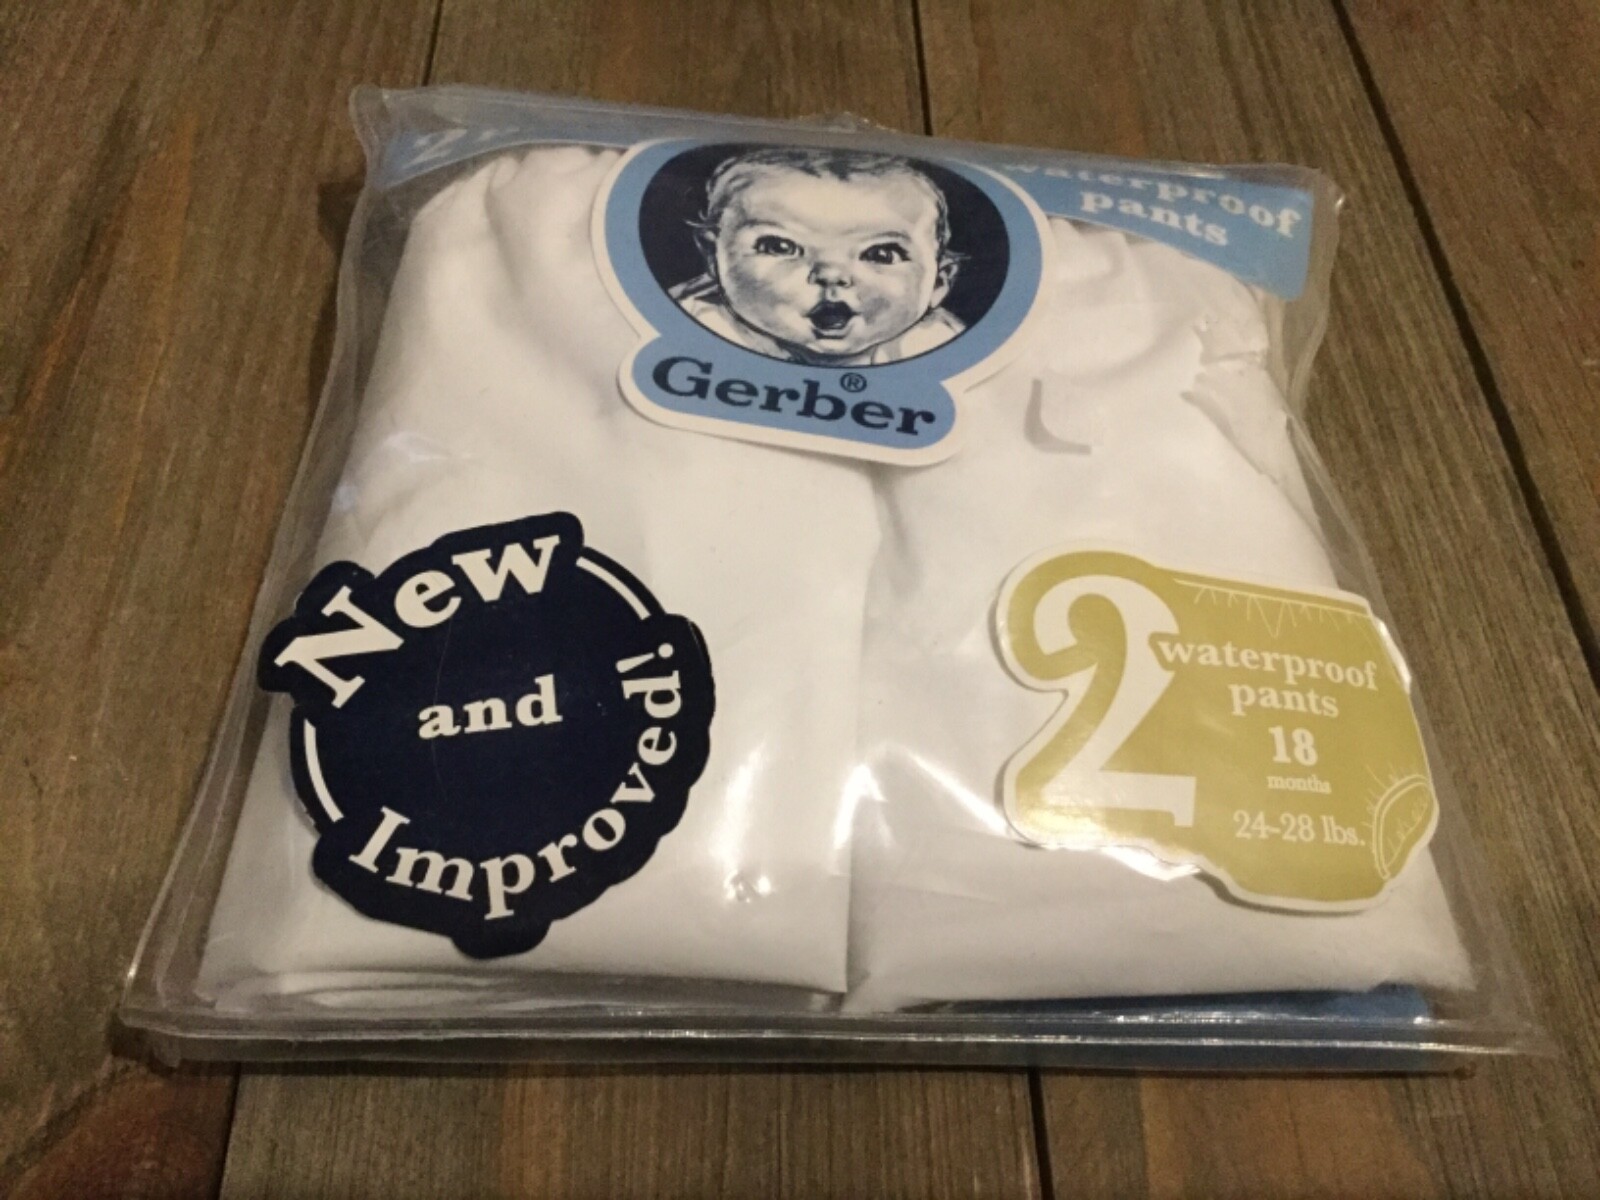 waterproof
pants
Gerber®
New
and
Improved!
2
waterproof
pants
18
months
24-28 lbs.